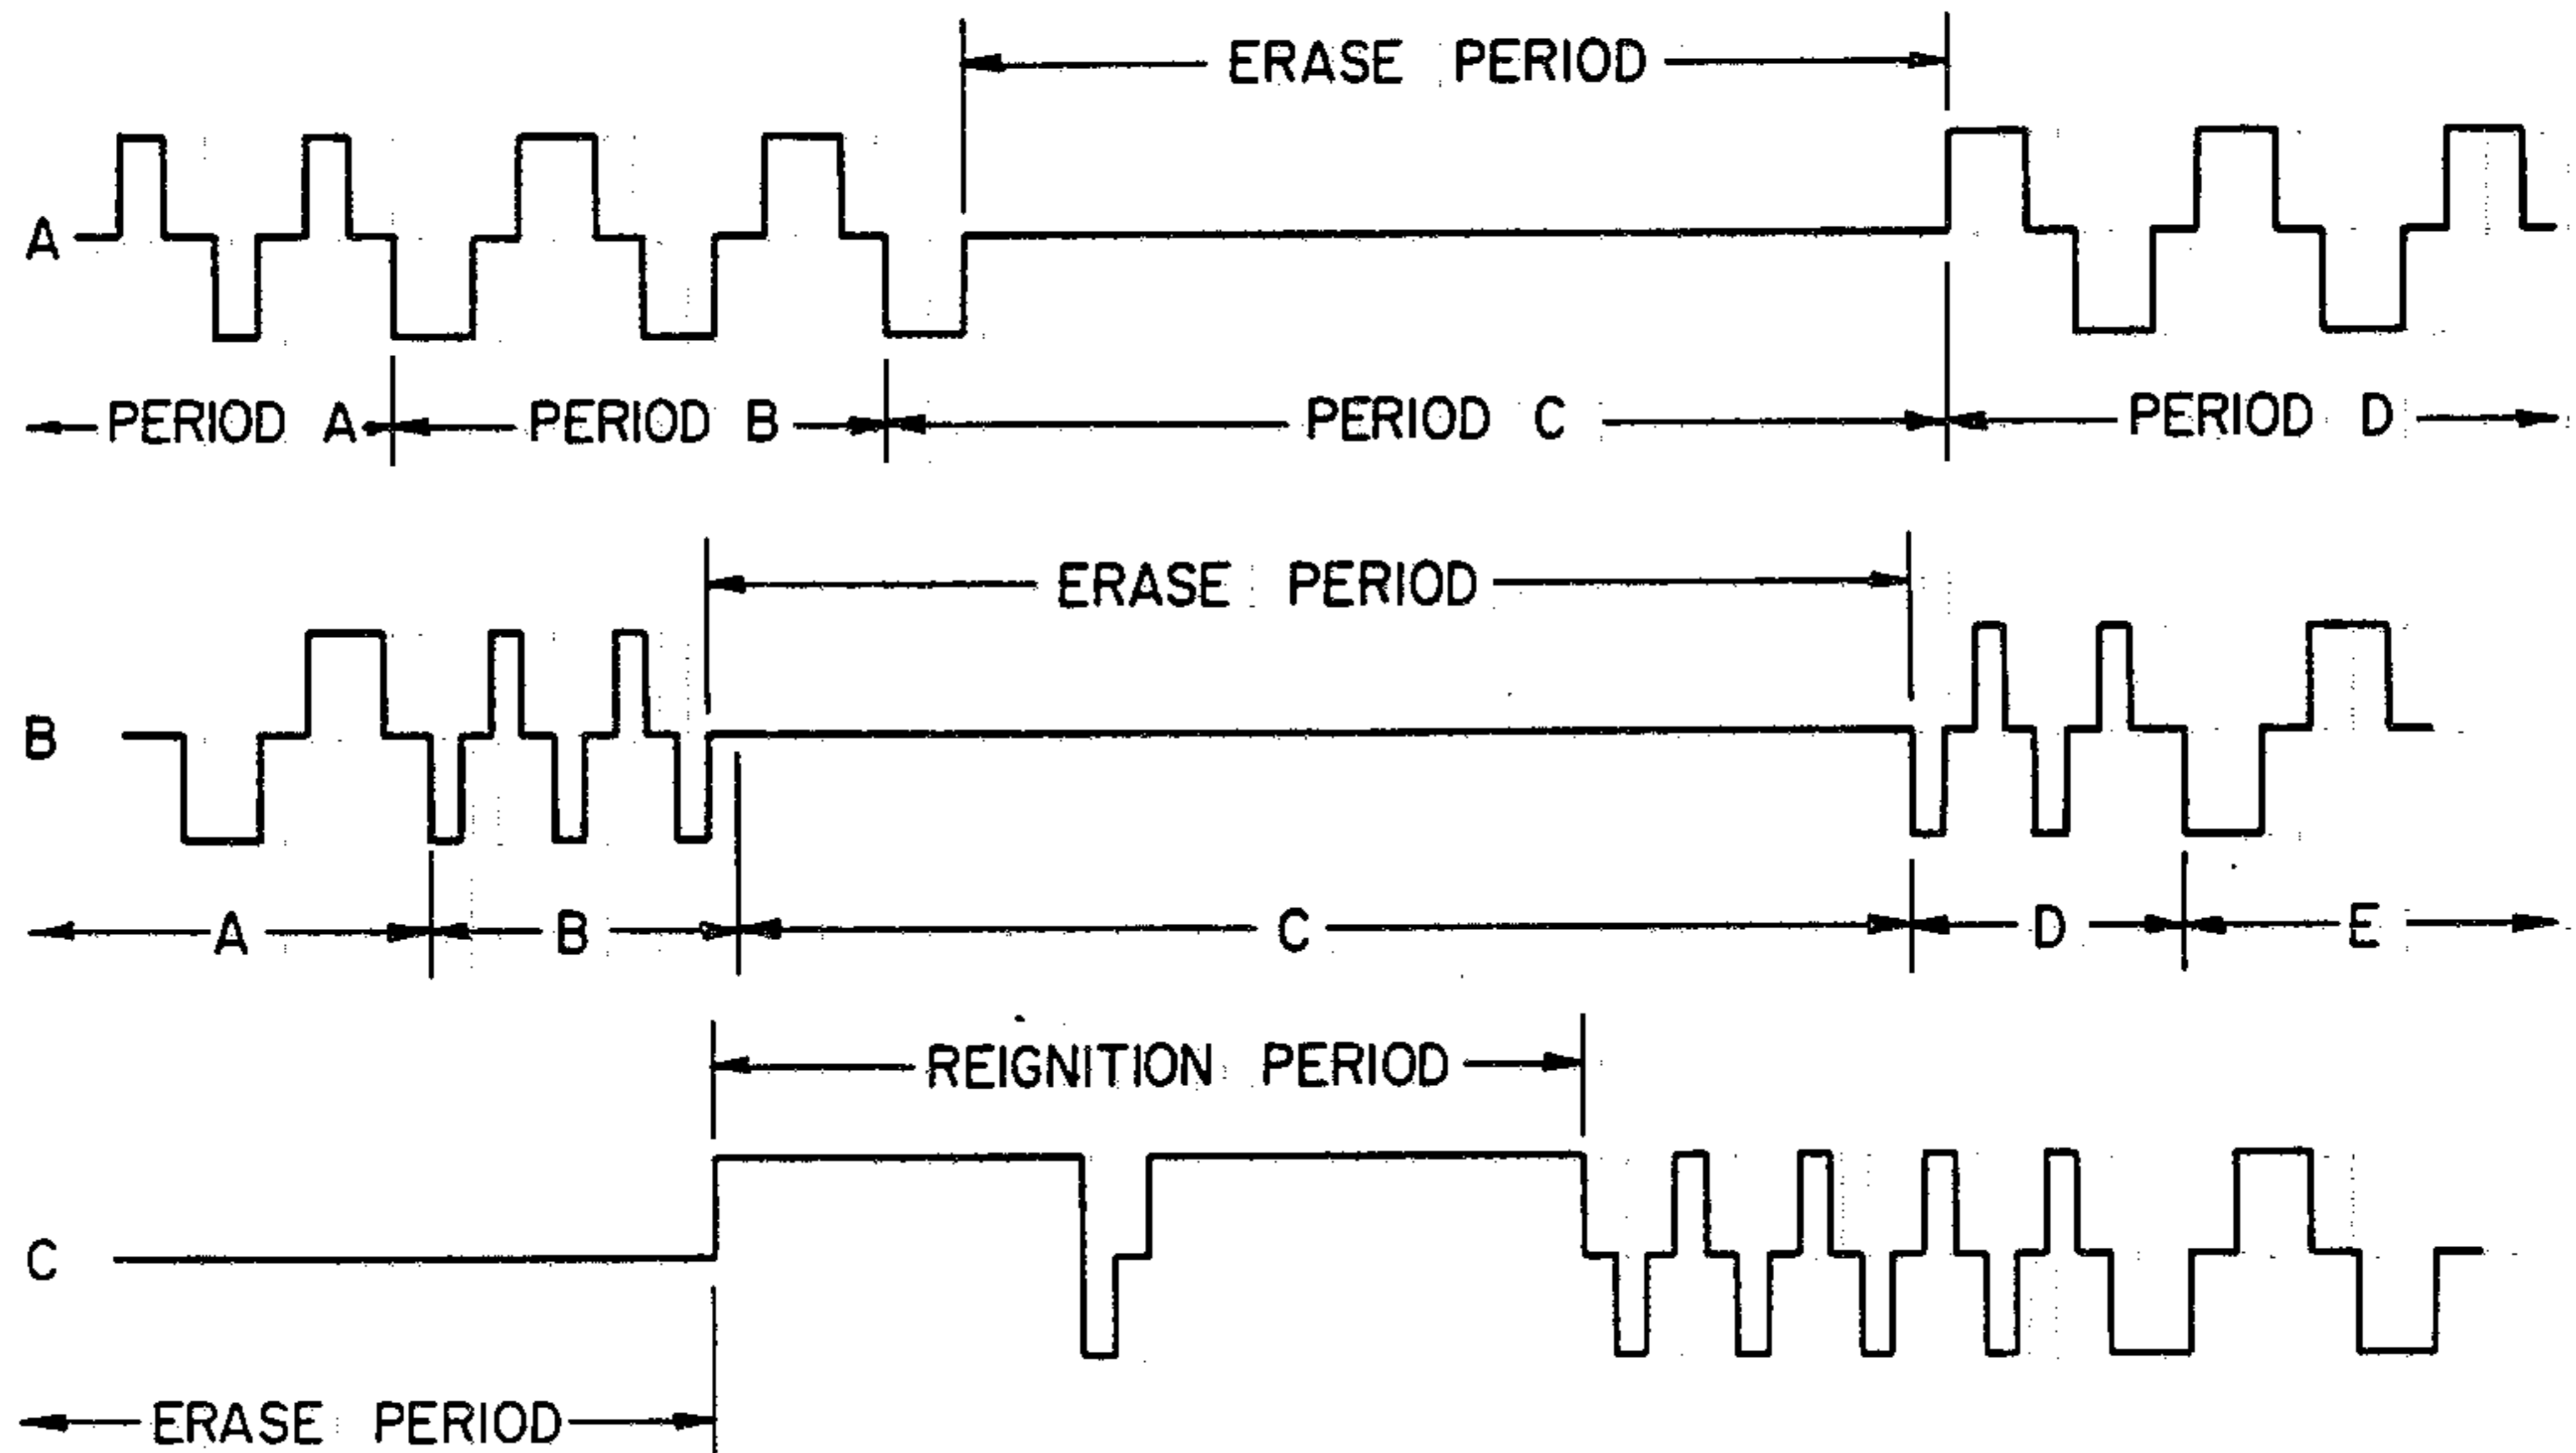 ERASE PERIOD
A
PERIOD A PERIOD B PERIOD C PERIOD D
ERASE PERIOD
B
A B C D E
REIGNITION PERIOD
C
ERASE PERIOD